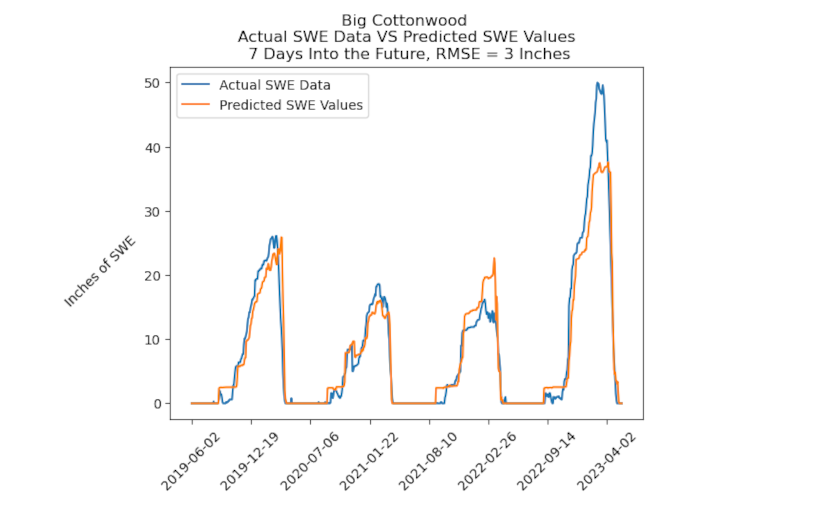 Big Cottonwood
Actual SWE Data VS Predicted SWE Values
7 Days Into the Future, RMSE = 3 Inches
Actual SWE Data
Predicted SWE Values
50
40
30
20
10
0
Inches of SWE
2019-06-02
2019-12-19
2020-07-06
2021-01-22
2021-08-10
2022-02-26
2022-09-14
2023-04-02